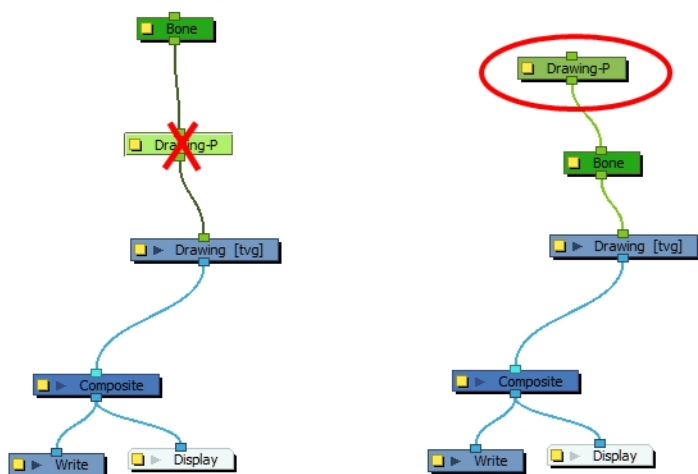 Bone
Drawing-P
Drawing [tvg]
Composite
Write
Display
Drawing-P
Bone
Drawing [tvg]
Composite
Write
Display